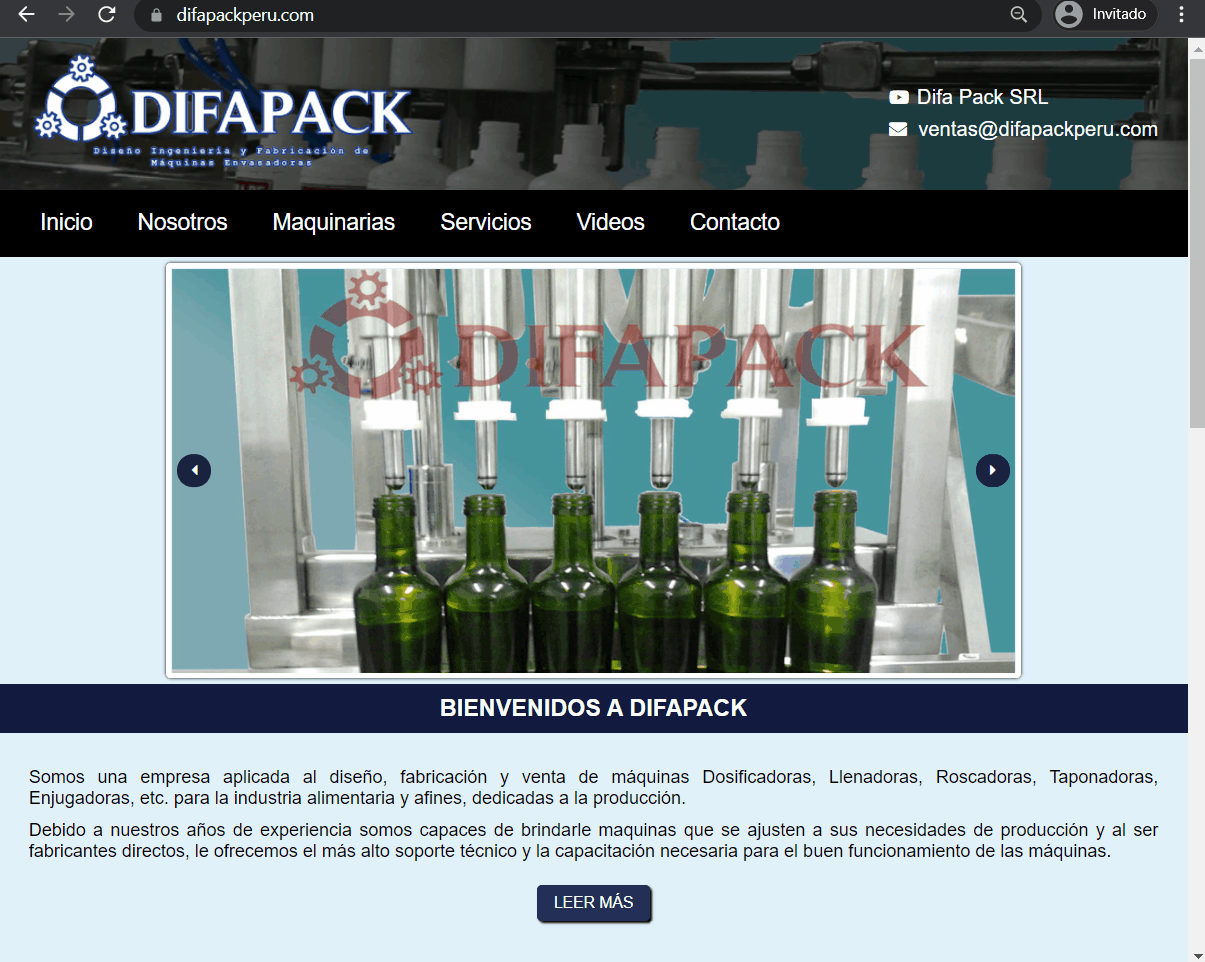 difapackperu.com
Invitado
DIFAPACK
Diseño Ingeniería y Fabricación de
Máquinas Envasadoras
Difa Pack SRL
ventas@difapackperu.com
Inicio Nosotros Maquinarias Servicios Videos Contacto
DIFAPACK
BIENVENIDOS A DIFAPACK
Somos una empresa aplicada al diseño, fabricación y venta de máquinas Dosificadoras, Llenadoras, Roscadoras, Taponadoras,
Enjugadoras, etc. para la industria alimentaria y afines, dedicadas a la producción.
Debido a nuestros años de experiencia somos capaces de brindarle maquinas que se ajusten a sus necesidades de producción y al ser
fabricantes directos, le ofrecemos el más alto soporte técnico y la capacitación necesaria para el buen funcionamiento de las máquinas.
LEER MÁS